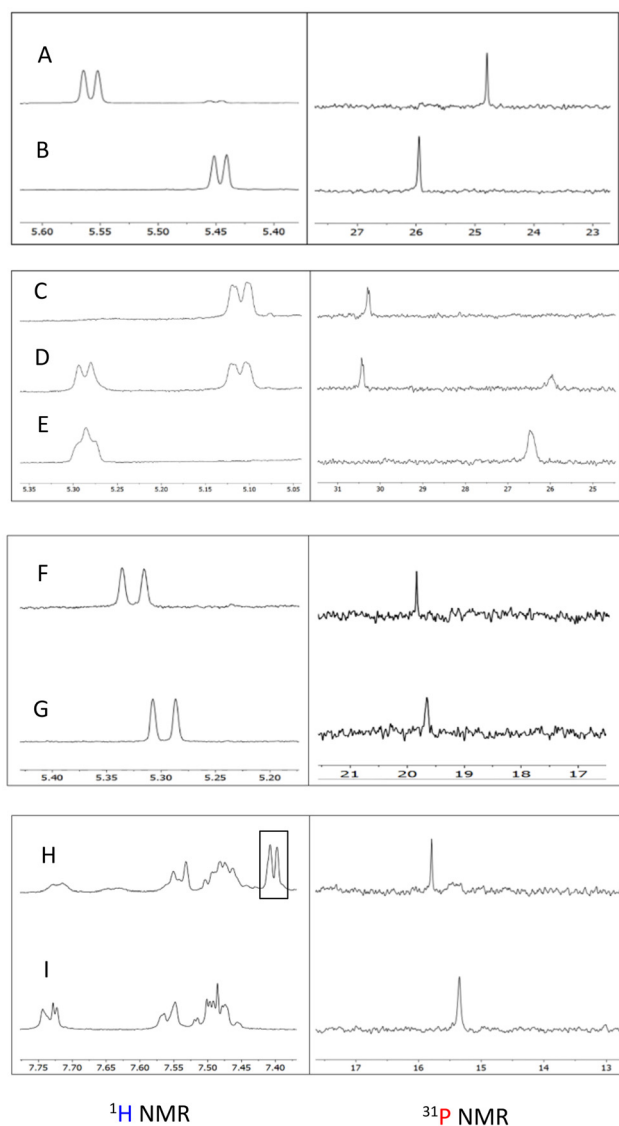 A
B
5.60 5.55 5.50 5.45 5.40
27 26 25 24 23
C
D
E
5.35 5.30 5.25 5.20 5.15 5.10 5.05
31 30 29 28 27 26 25
F
G
5.40 5.35 5.30 5.25 5.20
21 20 19 18 17
H
I
7.75 7.70 7.65 7.60 7.55 7.50 7.45 7.40
17 16 15 14 13
¹H NMR
³¹P NMR